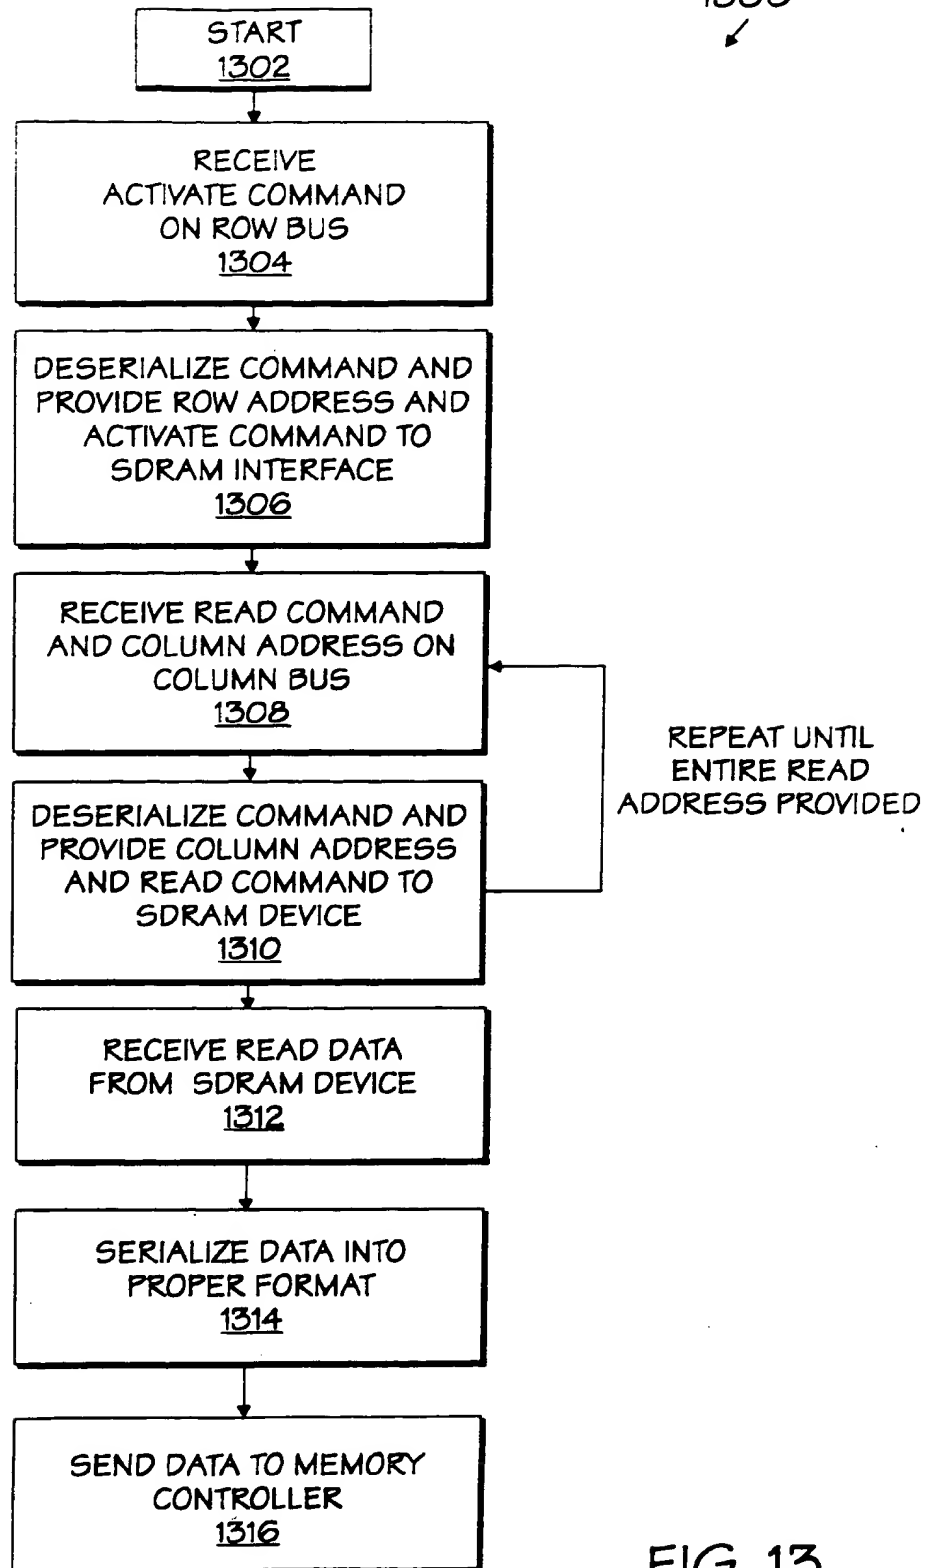 START
1302
RECEIVE
ACTIVATE COMMAND
ON ROW BUS
1304
DESERIALIZE COMMAND AND
PROVIDE ROW ADDRESS AND
ACTIVATE COMMAND TO
SDRAM INTERFACE
1306
RECEIVE READ COMMAND
AND COLUMN ADDRESS ON
COLUMN BUS
1308
REPEAT UNTIL
ENTIRE READ
ADDRESS PROVIDED
DESERIALIZE COMMAND AND
PROVIDE COLUMN ADDRESS
AND READ COMMAND TO
SDRAM DEVICE
1310
RECEIVE READ DATA
FROM SDRAM DEVICE
1312
SERIALIZE DATA INTO
PROPER FORMAT
1314
SEND DATA TO MEMORY
CONTROLLER
1316
FIG. 13